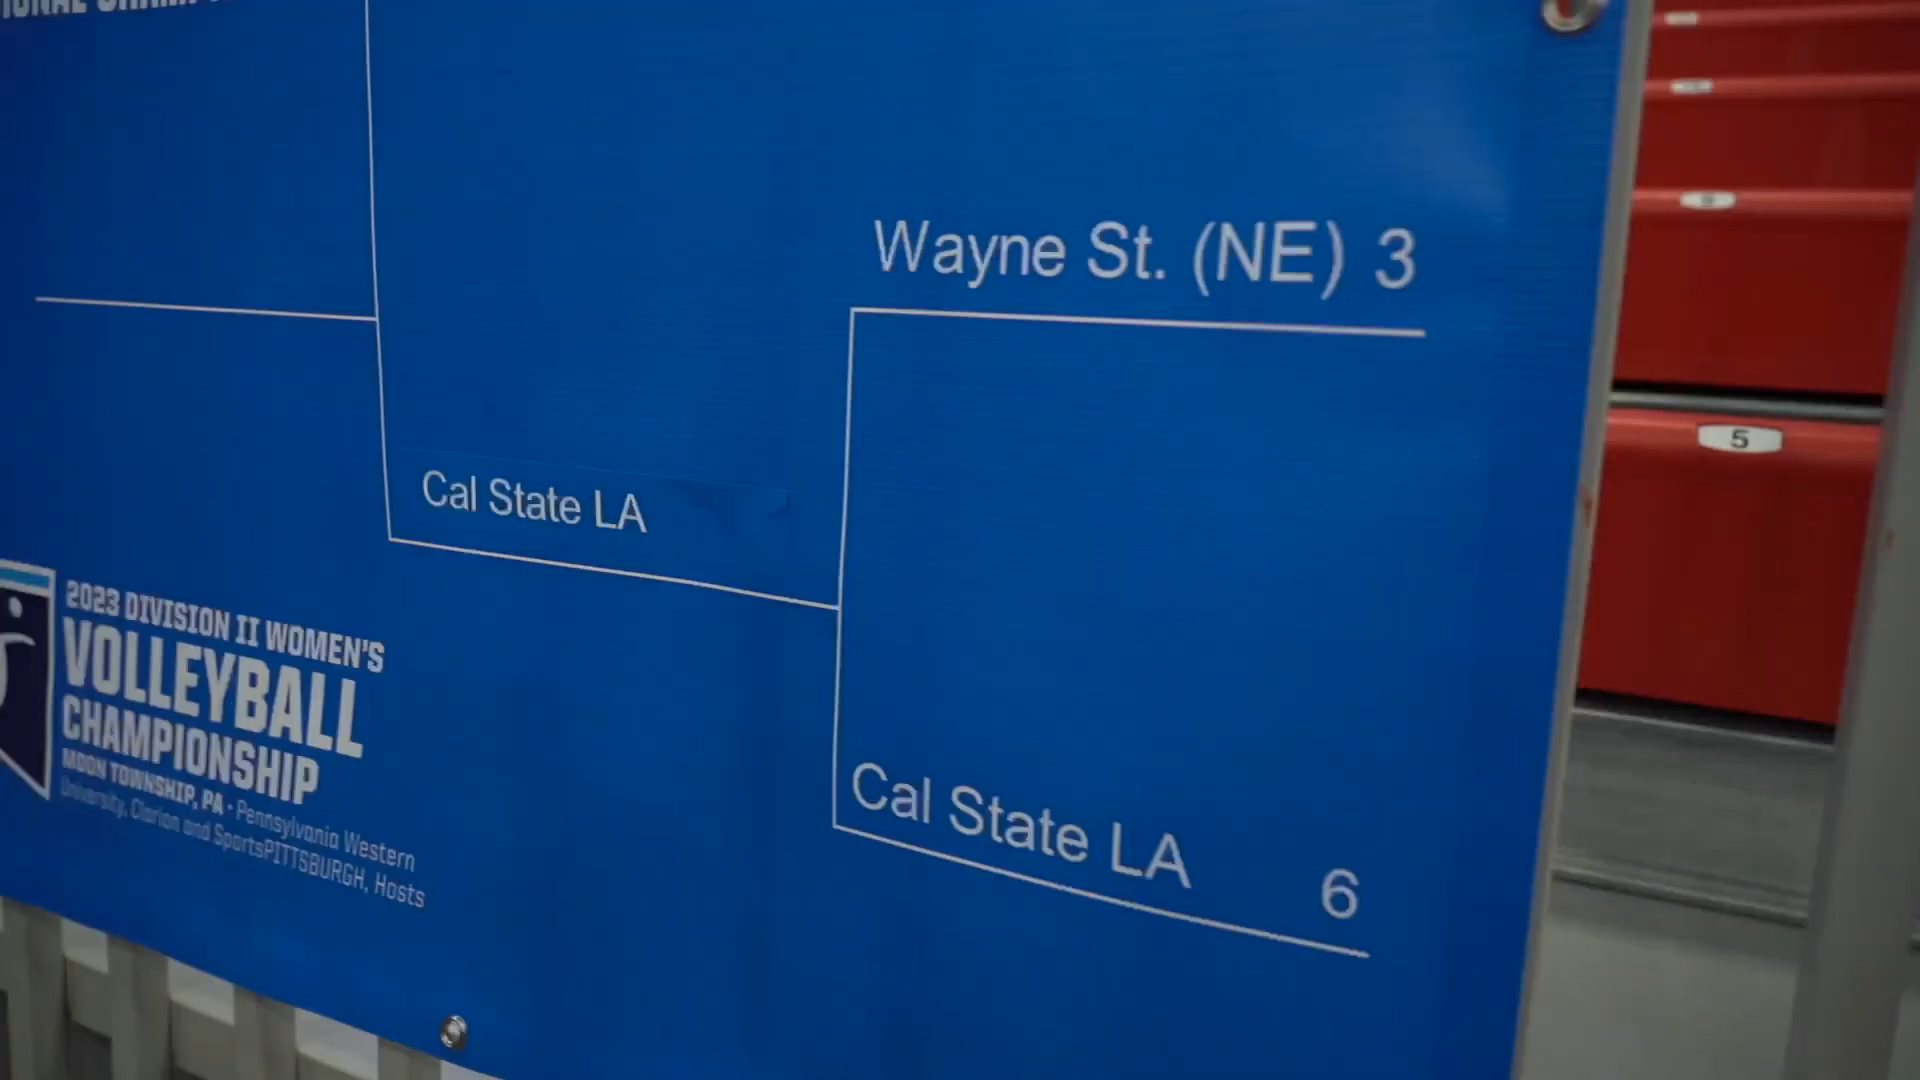 Wayne St. (NE) 3
Cal State LA
Cal State LA 6
2023 DIVISION II WOMEN'S
VOLLEYBALL
CHAMPIONSHIP
MOON TOWNSHIP, PA · Pennsylvania Western
University, Clarion and SportsPITTSBURGH, Hosts
5